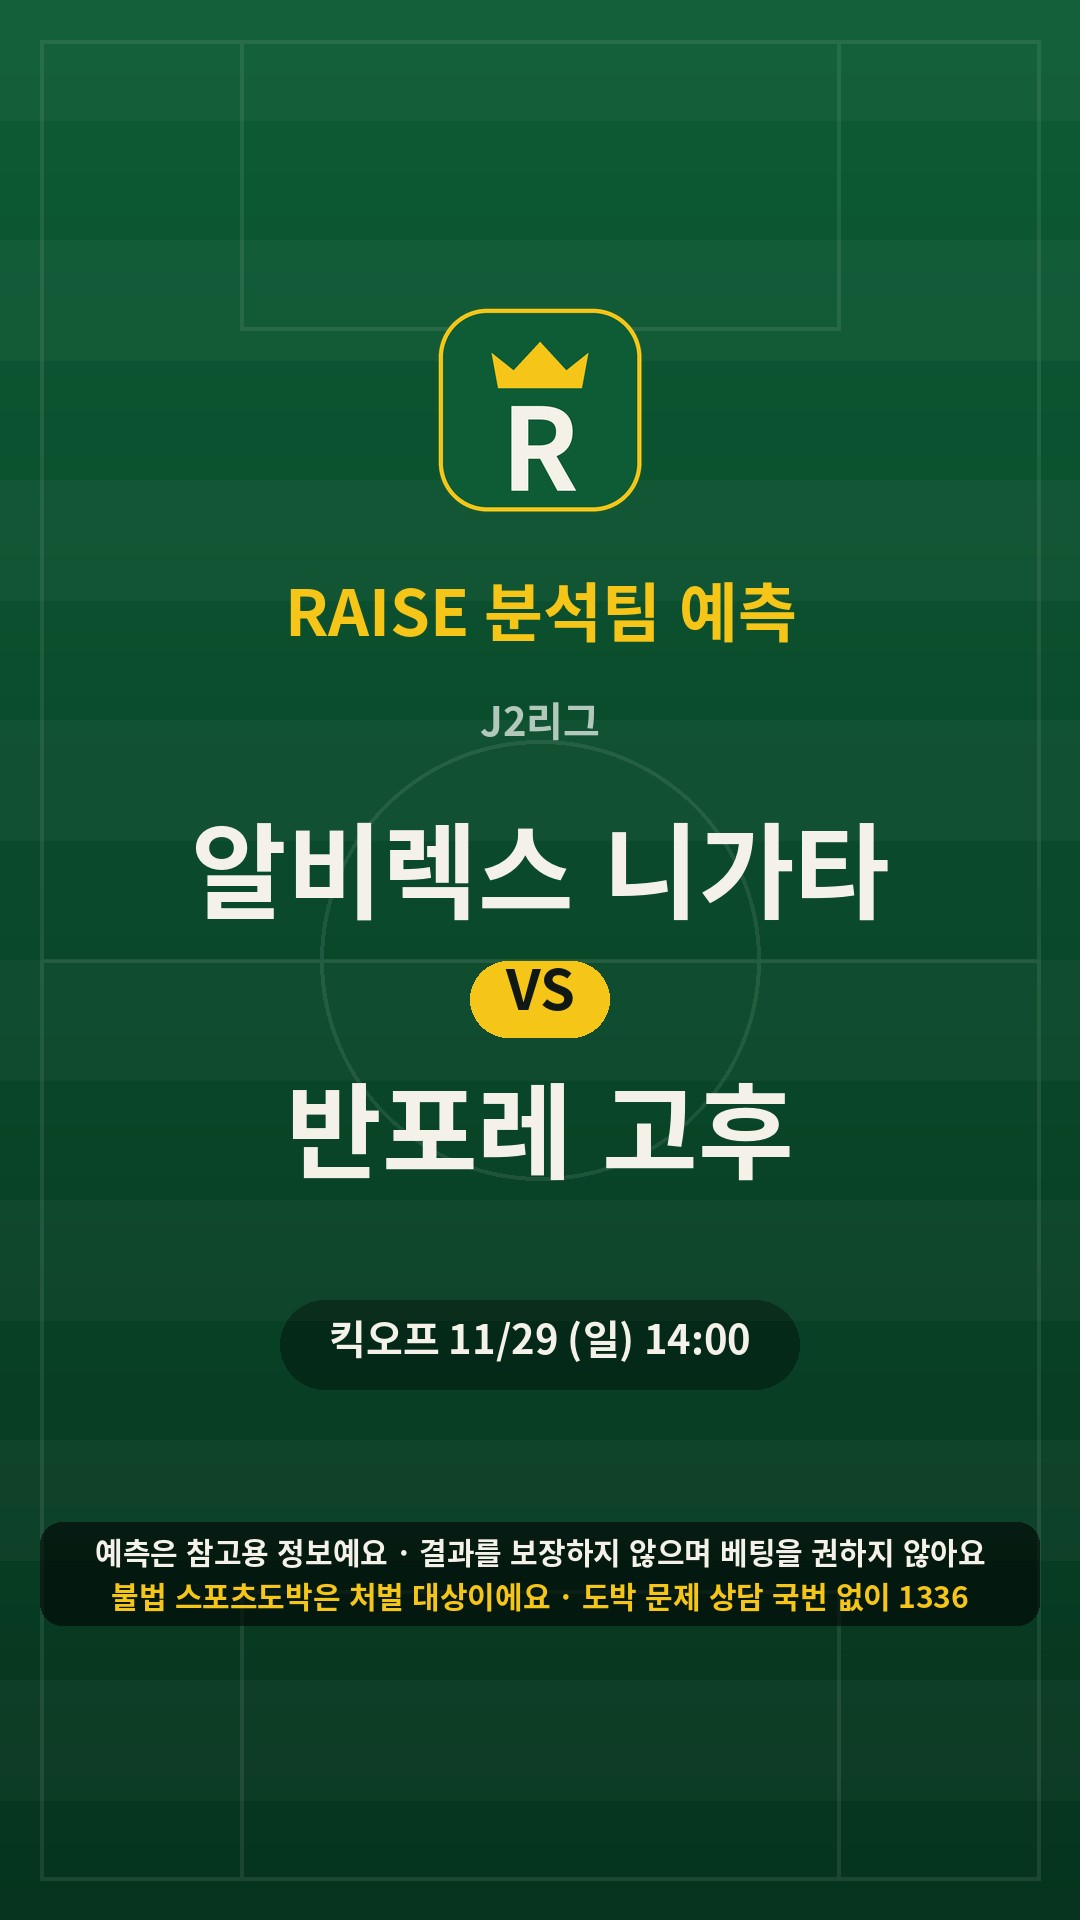 R
RAISE 분석팀 예측
J2리그
알비렉스 니가타
VS
반포레 고후
킥오프 11/29 (일) 14:00
예측은 참고용 정보예요 · 결과를 보장하지 않으며 베팅을 권하지 않아요
불법 스포츠도박은 처벌 대상이에요 · 도박 문제 상담 국번 없이 1336